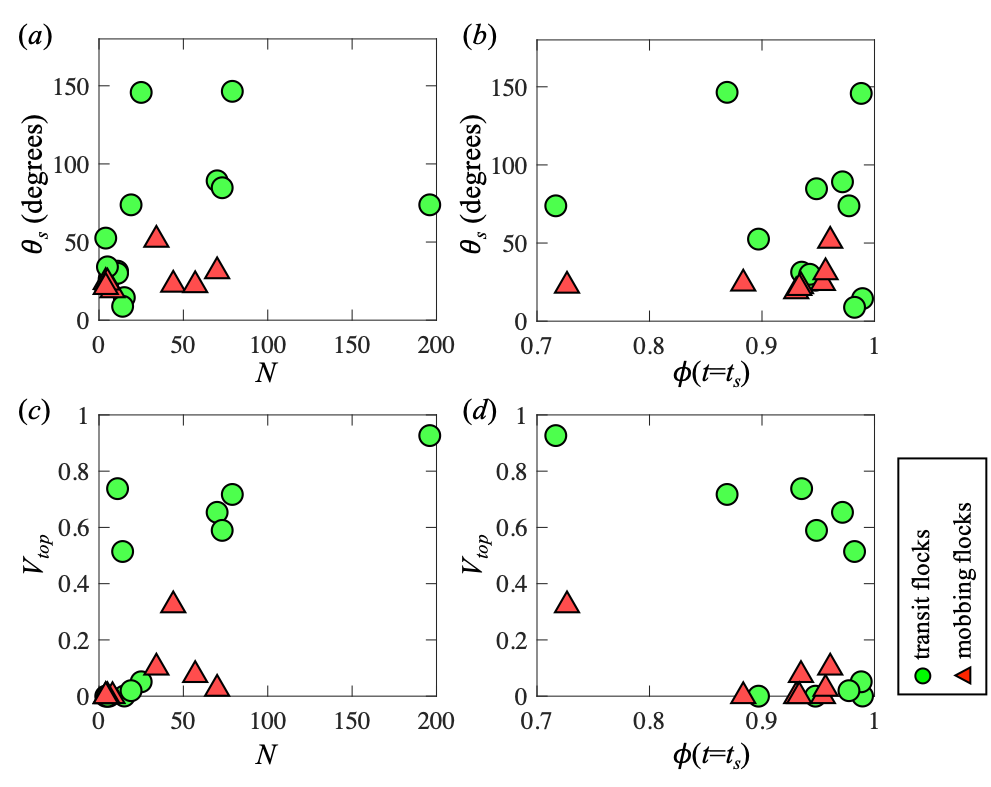 (a)
θs (degrees)
150
100
50
0
0 50 100 150 200
N
(b)
θs (degrees)
150
100
50
0
0.7 0.8 0.9 1
ϕ(t=ts)
(c)
Vtop
1
0.8
0.6
0.4
0.2
0
0 50 100 150 200
N
(d)
Vtop
1
0.8
0.6
0.4
0.2
0
0.7 0.8 0.9 1
ϕ(t=ts)
transit flocks
mobbing flocks